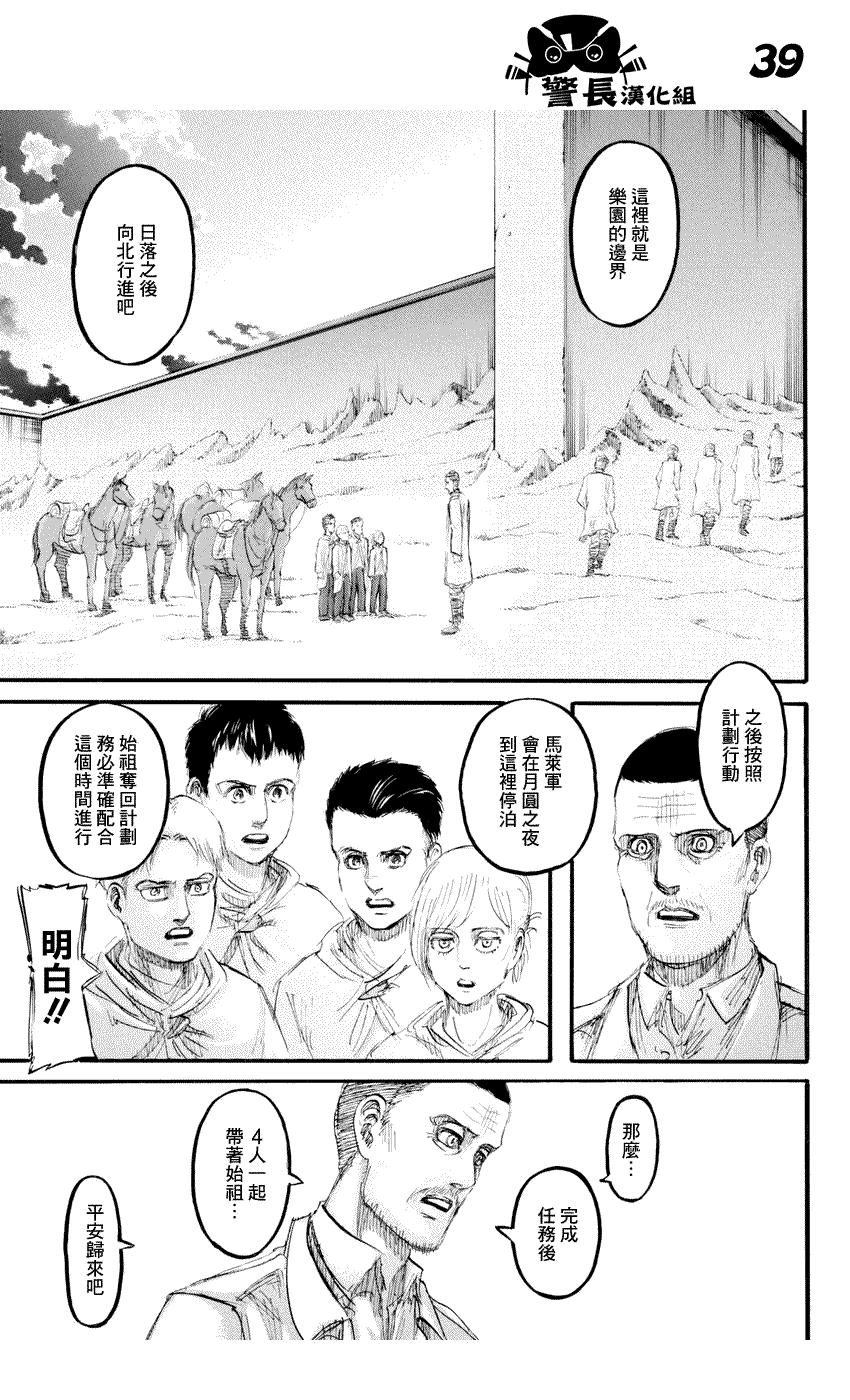 39
警長漢化組
這裡就是
樂園的邊界
日落之後
向北行進吧
之後按照
計劃行動
馬萊軍
會在月圓之夜
到這裡停泊
始祖奪回計劃
務必準確配合
這個時間進行
明白!!
那麼…
完成
任務後
4人一起
帶著始祖…
平安歸來吧